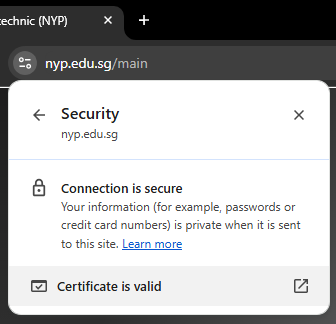 technic (NYP)
nyp.edu.sg/main
Security
nyp.edu.sg
Connection is secure
Your information (for example, passwords or
credit card numbers) is private when it is sent
to this site. Learn more
Certificate is valid